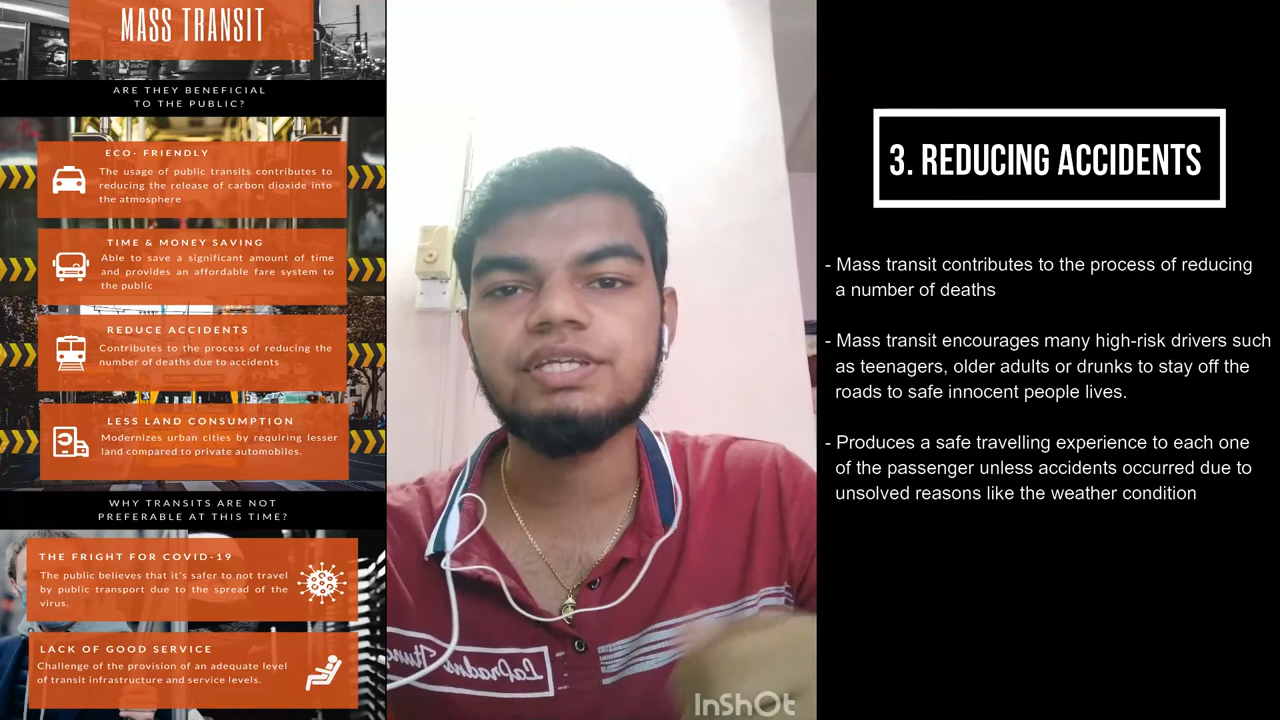 MASS TRANSIT
ARE THEY BENEFICIAL
TO THE PUBLIC?
ECO- FRIENDLY
The usage of public transits contributes to
reducing the release of carbon dioxide into
the atmosphere
TIME & MONEY SAVING
Able to save a significant amount of time
and provides an affordable fare system to
the public
REDUCE ACCIDENTS
Contributes to the process of reducing the
number of deaths due to accidents
LESS LAND CONSUMPTION
Modernizes urban cities by requiring lesser
land compared to private automobiles.
WHY TRANSITS ARE NOT
PREFERABLE AT THIS TIME?
THE FRIGHT FOR COVID-19
The public believes that it's safer to not travel
by public transport due to the spread of the
virus.
LACK OF GOOD SERVICE
Challenge of the provision of an adequate level
of transit infrastructure and service levels.
InShOt
3. REDUCING ACCIDENTS
- Mass transit contributes to the process of reducing
a number of deaths
- Mass transit encourages many high-risk drivers such
as teenagers, older adults or drunks to stay off the
roads to safe innocent people lives.
- Produces a safe travelling experience to each one
of the passenger unless accidents occurred due to
unsolved reasons like the weather condition